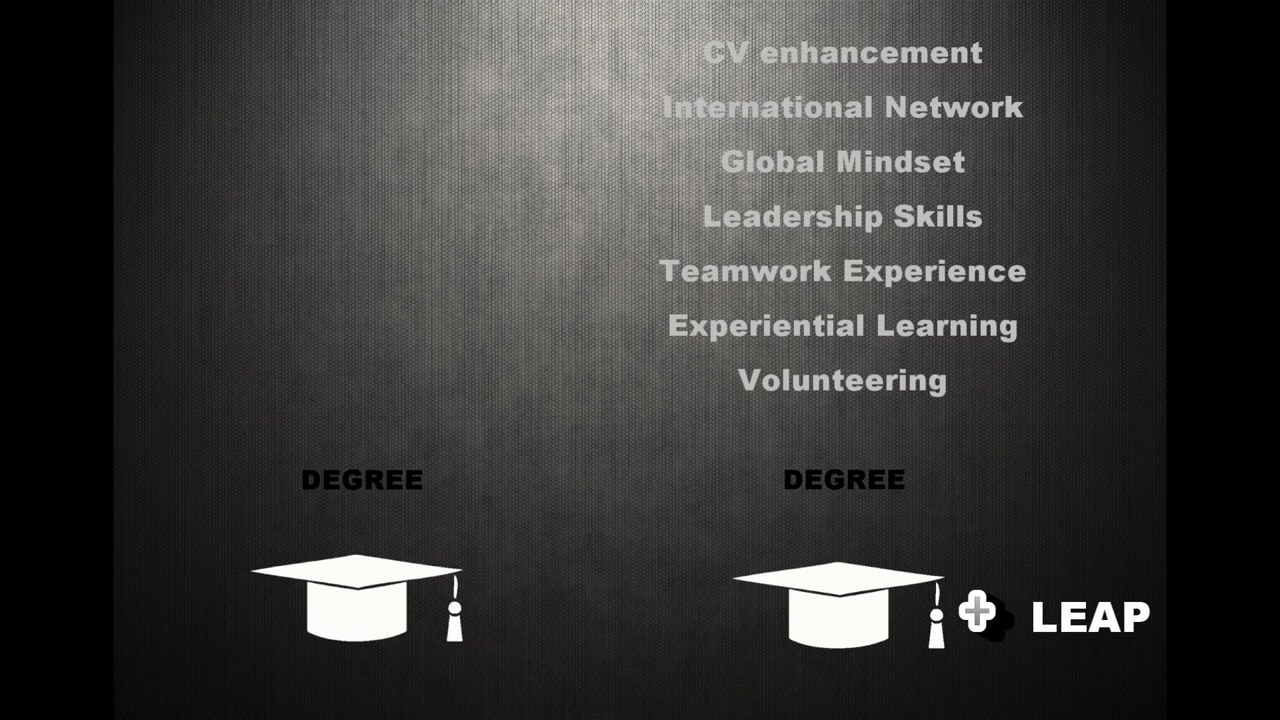 CV enhancement
International Network
Global Mindset
Leadership Skills
Teamwork Experience
Experiential Learning
Volunteering
DEGREE
DEGREE
LEAP